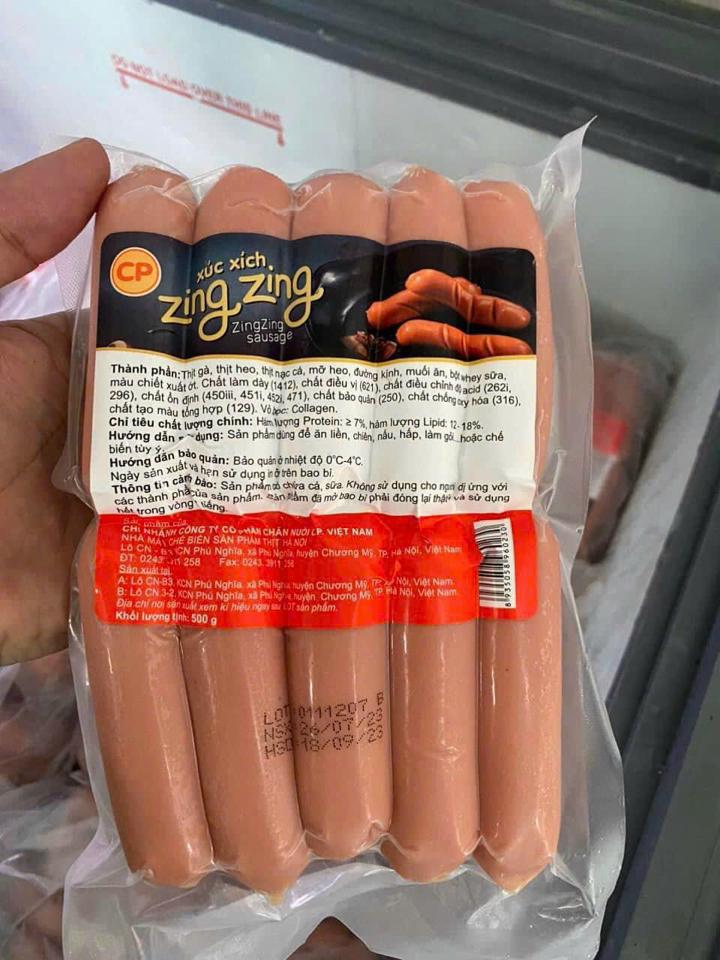 DO NOT LOAD OVER THIS LINE
CP
xúc xích
zing zing
ZingZing
sausage
Thành phần: Thịt gà, thịt heo, thịt nạc cá, mỡ heo, đường kính, muối ăn, bột whey sữa,
màu chiết xuất ớt. Chất làm dày (1412), chất điều vị (621), chất điều chỉnh độ acid (262i,
296), chất ổn định (450iii, 451i, 452i, 471), chất bảo quản (250), chất chống oxy hóa (316),
chất tạo màu tổng hợp (129). Vỏ bọc: Collagen.
Chỉ tiêu chất lượng chính: Hàm lượng Protein: ≥ 7%, hàm lượng Lipid: 12-18%.
Hướng dẫn sử dụng: Sản phẩm dùng để ăn liền, chiên, nấu, hấp, làm gỏi hoặc chế
biến tùy ý.
Hướng dẫn bảo quản: Bảo quản ở nhiệt độ 0°C-4°C.
Ngày sản xuất và hạn sử dụng in ở trên bao bì.
Thông tin cảnh báo: Sản phẩm có chứa cá, sữa. Không sử dụng cho người dị ứng với
các thành phần của sản phẩm. Sản phẩm đã mở bao bì phải đóng lại thật và sử dụng
hết trong vòng tiếng.
Sản phẩm của
CHI NHÁNH CÔNG TY CỔ PHẦN CHĂN NUÔI C.P. VIỆT NAM
NHÀ MÁY CHẾ BIẾN SẢN PHẨM THỊT HÀ NỘI
Lô CN - B3 KCN Phú Nghĩa, xã Phú Nghĩa, huyện Chương Mỹ, TP. Hà Nội, Việt Nam
ĐT: 0243 3911 258 Fax: 0243. 3911 256
Sản xuất tại
A: Lô CN-B3, KCN Phú Nghĩa, xã Phú Nghĩa, huyện Chương Mỹ, TP. Hà Nội, Việt Nam.
B: Lô CN 3-2, KCN Phú Nghĩa, xã Phú Nghĩa, huyện Chương Mỹ, TP. Hà Nội, Việt Nam.
Địa chỉ nơi sản xuất xem kí hiệu ngay sau LOT sản phẩm.
Khối lượng tịnh: 500 g
8 935058 960230
LOT 0111207 B
NSX 26/07/23
HSD 18/09/23